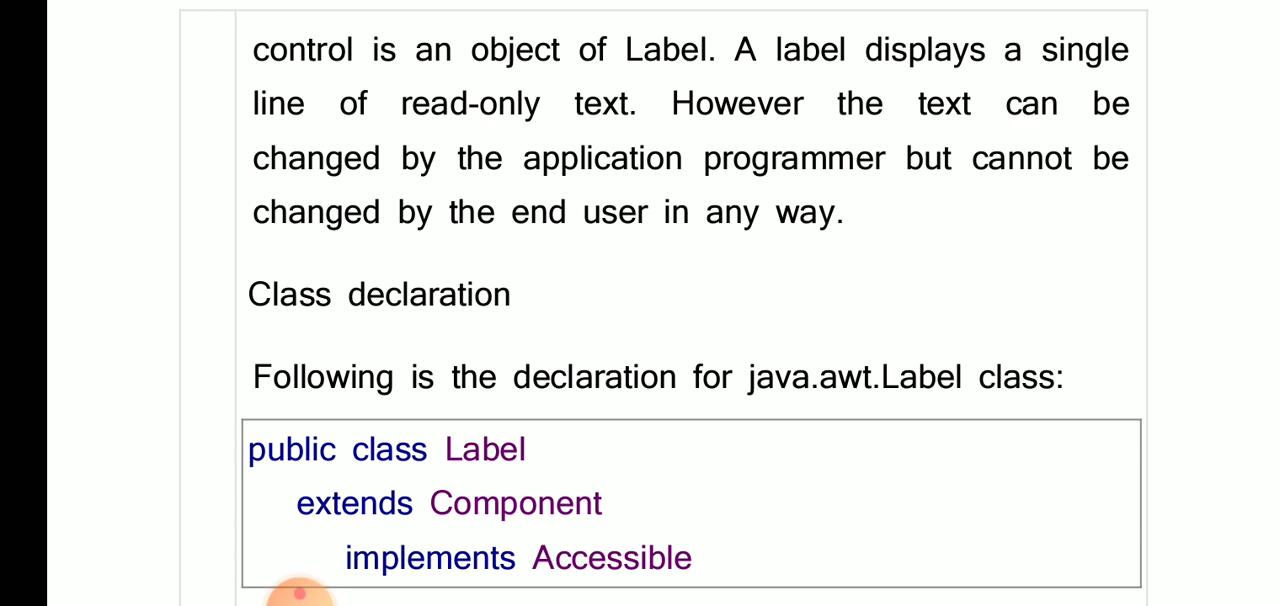 control is an object of Label. A label displays a single
line of read-only text. However the text can be
changed by the application programmer but cannot be
changed by the end user in any way.
Class declaration
Following is the declaration for java.awt.Label class:
public class Label
extends Component
implements Accessible